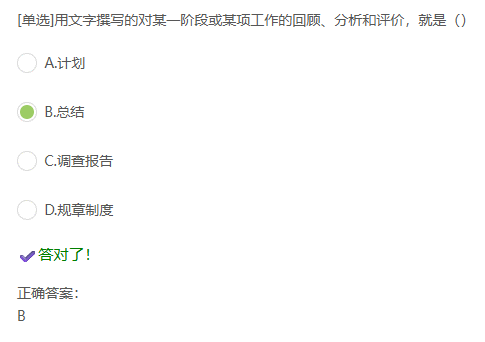 [单选]用文字撰写的对某一阶段或某项工作的回顾、分析和评价，就是（）
A.计划
B.总结
C.调查报告
D.规章制度
答对了!
正确答案：
B